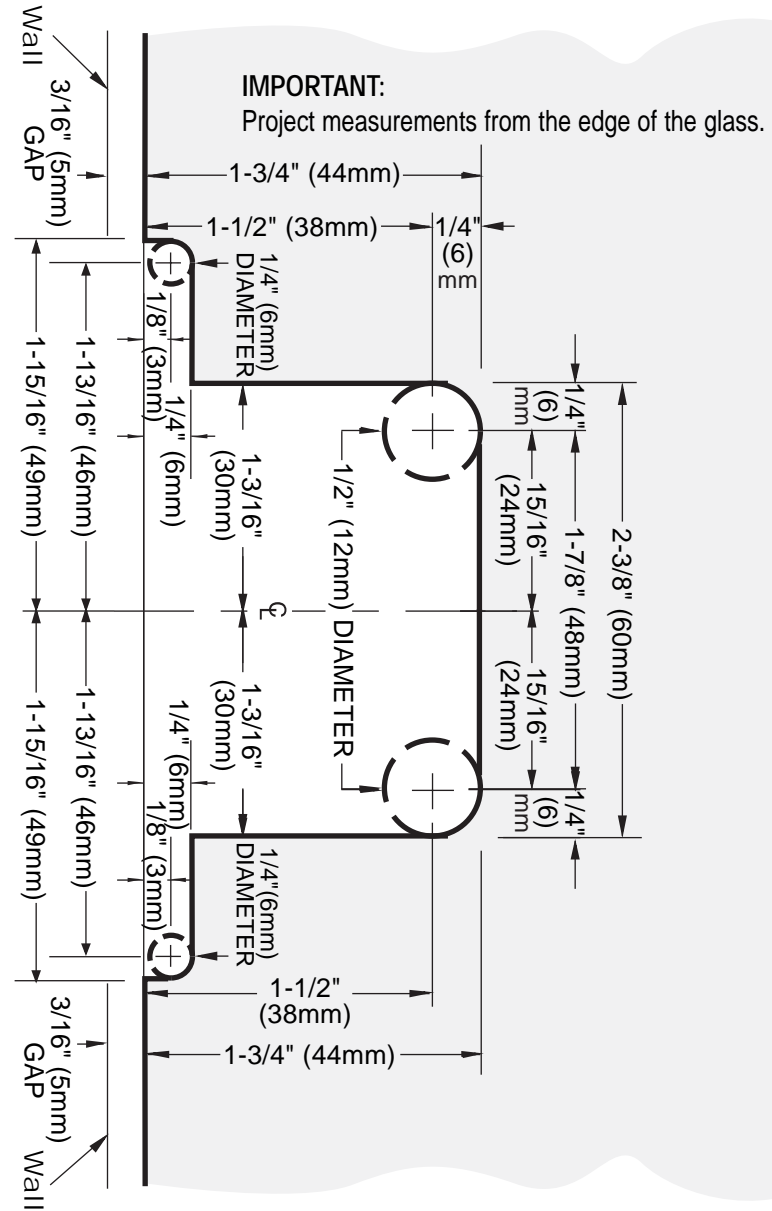 Wall
3/16" (5mm)
GAP
IMPORTANT:
Project measurements from the edge of the glass.
1-3/4" (44mm)
1-1/2" (38mm)
1/4"
(6)
mm
1/4" (6mm)
DIAMETER
1/8" (3mm)
1/4" (6mm)
1-15/16" (49mm)
1-13/16" (46mm)
1-3/16"
(30mm)
1/2" (12mm) DIAMETER
1/4"
(6)
mm
15/16"
(24mm)
1-7/8" (48mm)
2-3/8" (60mm)
CL
15/16"
(24mm)
1/4"
(6)
mm
1-3/16"
(30mm)
1/4" (6mm)
1/8" (3mm)
1-13/16" (46mm)
1-15/16" (49mm)
1/4"(6mm)
DIAMETER
1-1/2"
(38mm)
1-3/4" (44mm)
3/16" (5mm)
GAP
Wall